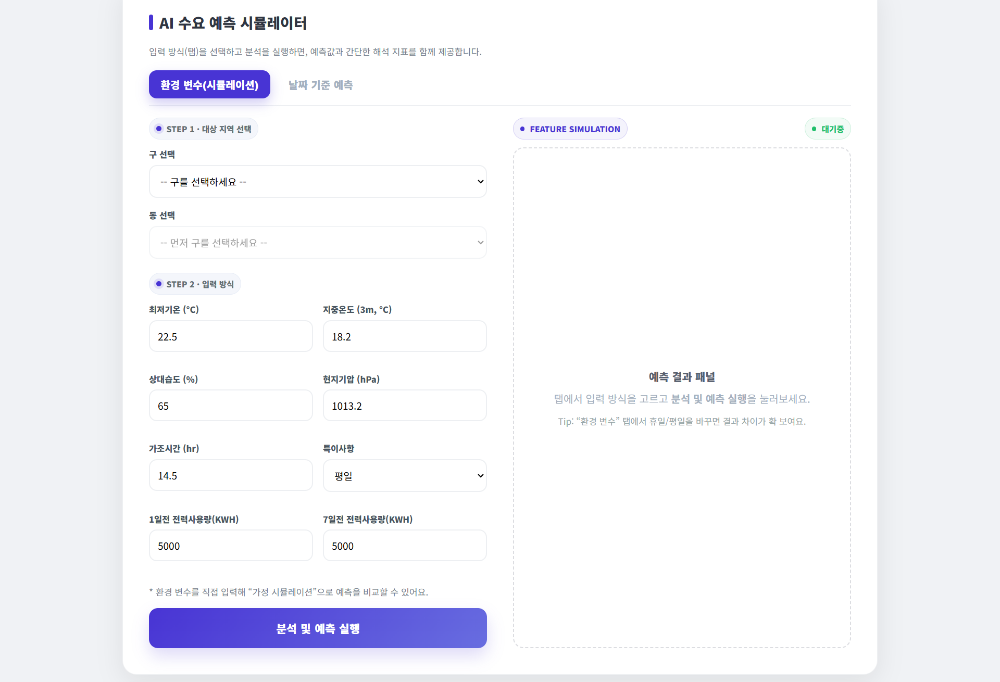 AI 수요 예측 시뮬레이터
입력 방식(탭)을 선택하고 분석을 실행하면, 예측값과 간단한 해석 지표를 함께 제공합니다.
환경 변수(시뮬레이션)
날짜 기준 예측
STEP 1 · 대상 지역 선택
구 선택
-- 구를 선택하세요 --
동 선택
-- 먼저 구를 선택하세요 --
STEP 2 · 입력 방식
최저기온 (°C)
지중온도 (3m, °C)
22.5
18.2
상대습도 (%)
현지기압 (hPa)
65
1013.2
가조시간 (hr)
특이사항
14.5
평일
1일전 전력사용량(KWH)
7일전 전력사용량(KWH)
5000
5000
* 환경 변수를 직접 입력해 “가정 시뮬레이션”으로 예측을 비교할 수 있어요.
분석 및 예측 실행
FEATURE SIMULATION
대기중
예측 결과 패널
탭에서 입력 방식을 고르고 분석 및 예측 실행을 눌러보세요.
Tip: “환경 변수” 탭에서 휴일/평일을 바꾸면 결과 차이가 확 보여요.